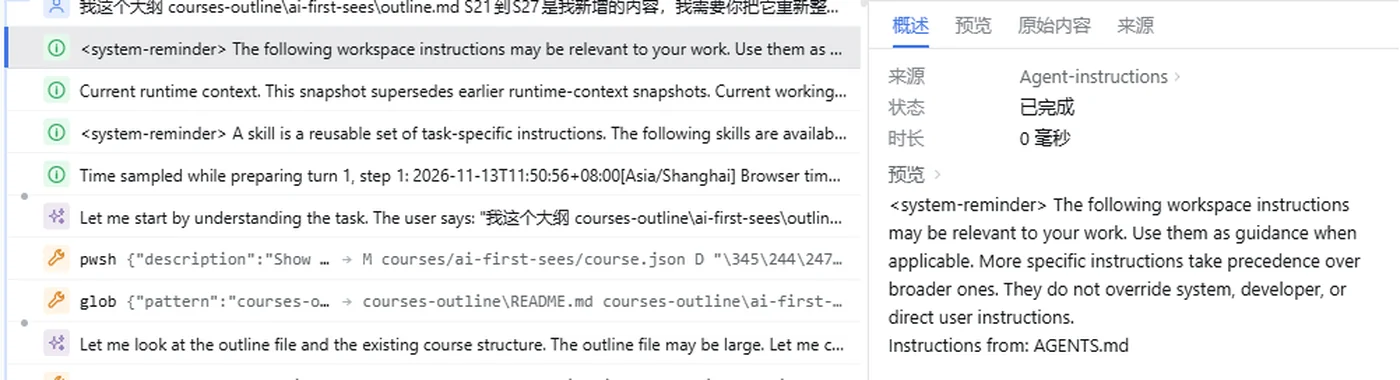 我这个大纲 courses-outline\ai-first-sees\outline.md S21到S27是我新增的内容，我需要你把它重新整...
<system-reminder> The following workspace instructions may be relevant to your work. Use them as ...
Current runtime context. This snapshot supersedes earlier runtime-context snapshots. Current working...
<system-reminder> A skill is a reusable set of task-specific instructions. The following skills are availab...
Time sampled while preparing turn 1, step 1: 2026-11-13T11:50:56+08:00[Asia/Shanghai] Browser tim...
Let me start by understanding the task. The user says: "我这个大纲 courses-outline\ai-first-sees\outlin...
pwsh {"description":"Show … → M courses/ai-first-sees/course.json D "\345\244\247…
glob {"pattern":"courses-o… → courses-outline\README.md courses-outline\ai-first-…
Let me look at the outline file and the existing course structure. The outline file may be large. Let me c...
概述 预览 原始内容 来源
来源 Agent-instructions
状态 已完成
时长 0 毫秒
预览
<system-reminder> The following workspace instructions
may be relevant to your work. Use them as guidance when
applicable. More specific instructions take precedence over
broader ones. They do not override system, developer, or
direct user instructions.
Instructions from: AGENTS.md